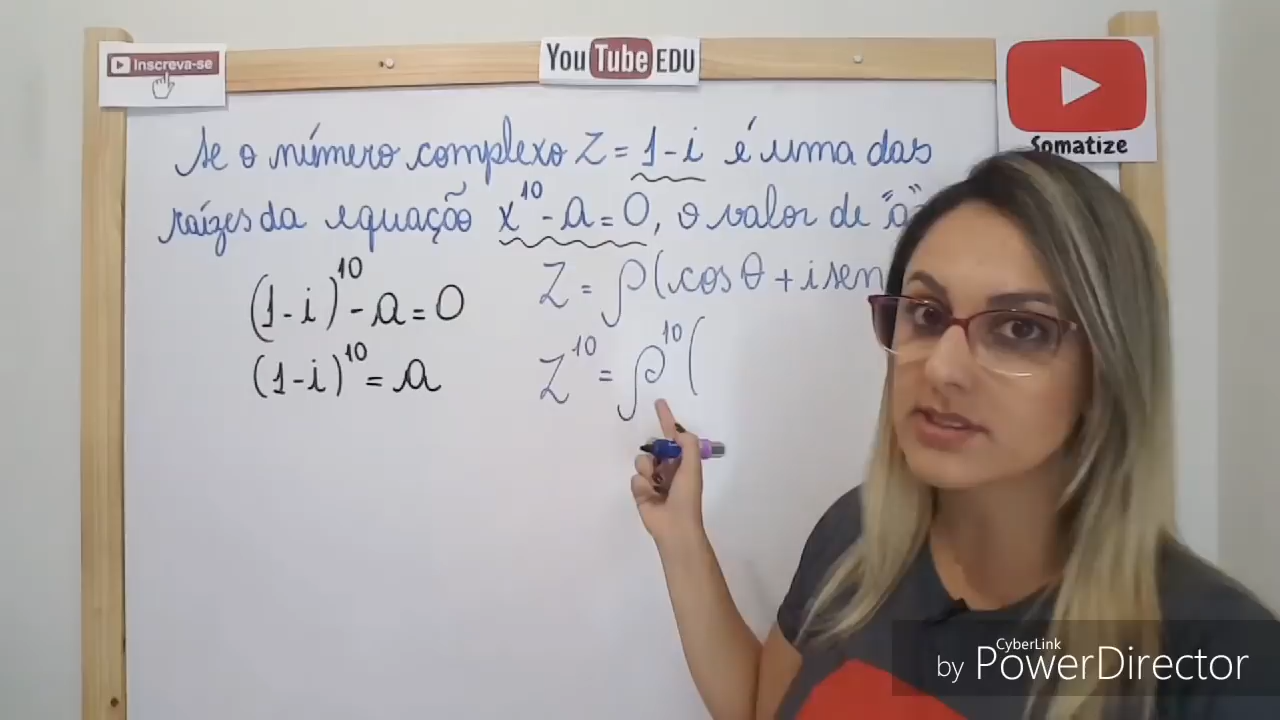 Inscreva-se
YouTube EDU
Somatize
Se o número complexo Z = 1 - i é uma das
raízes da equação x¹⁰ - a = 0, o valor de "a"
(1 - i)¹⁰ - a = 0
(1 - i)¹⁰ = a
Z = ρ(cos θ + i sen
Z¹⁰ = ρ¹⁰(
CyberLink
by PowerDirector